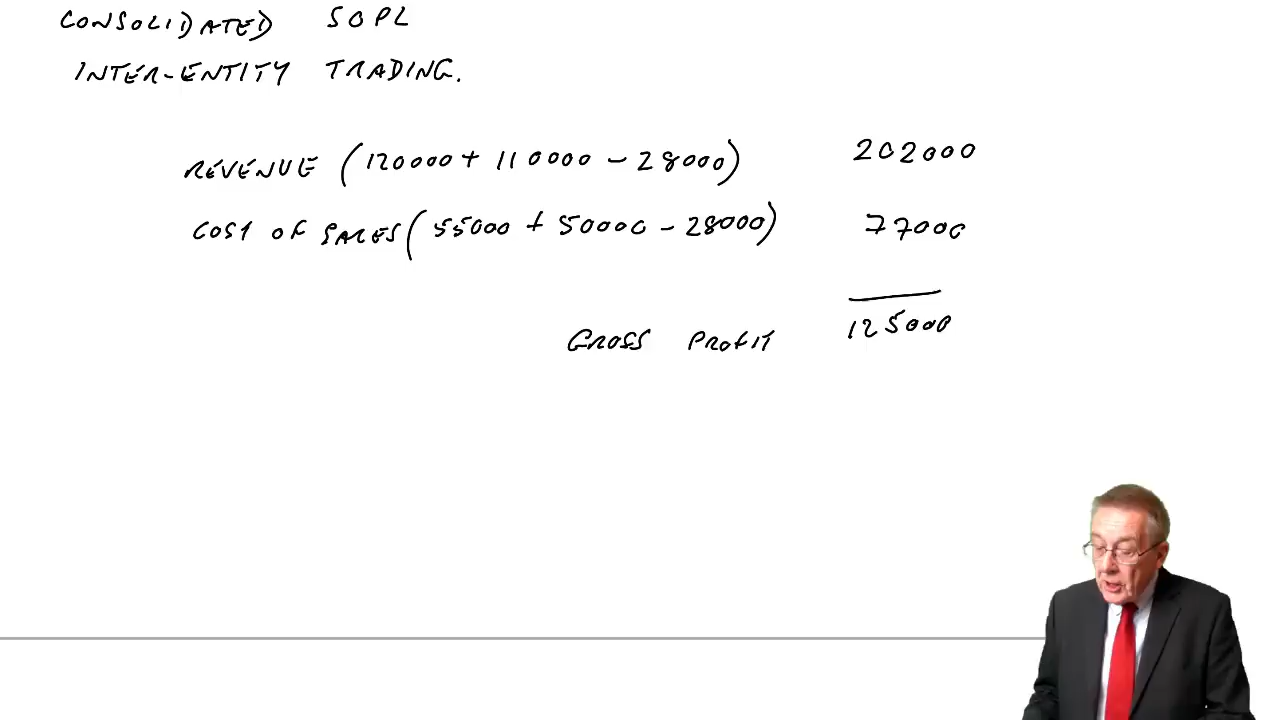 CONSOLIDATED SOPL
INTER-ENTITY TRADING.
REVENUE (120000 + 110000 - 28000) 202000
COST OF SALES (55000 + 50000 - 28000) 77000
GROSS PROFIT 125000